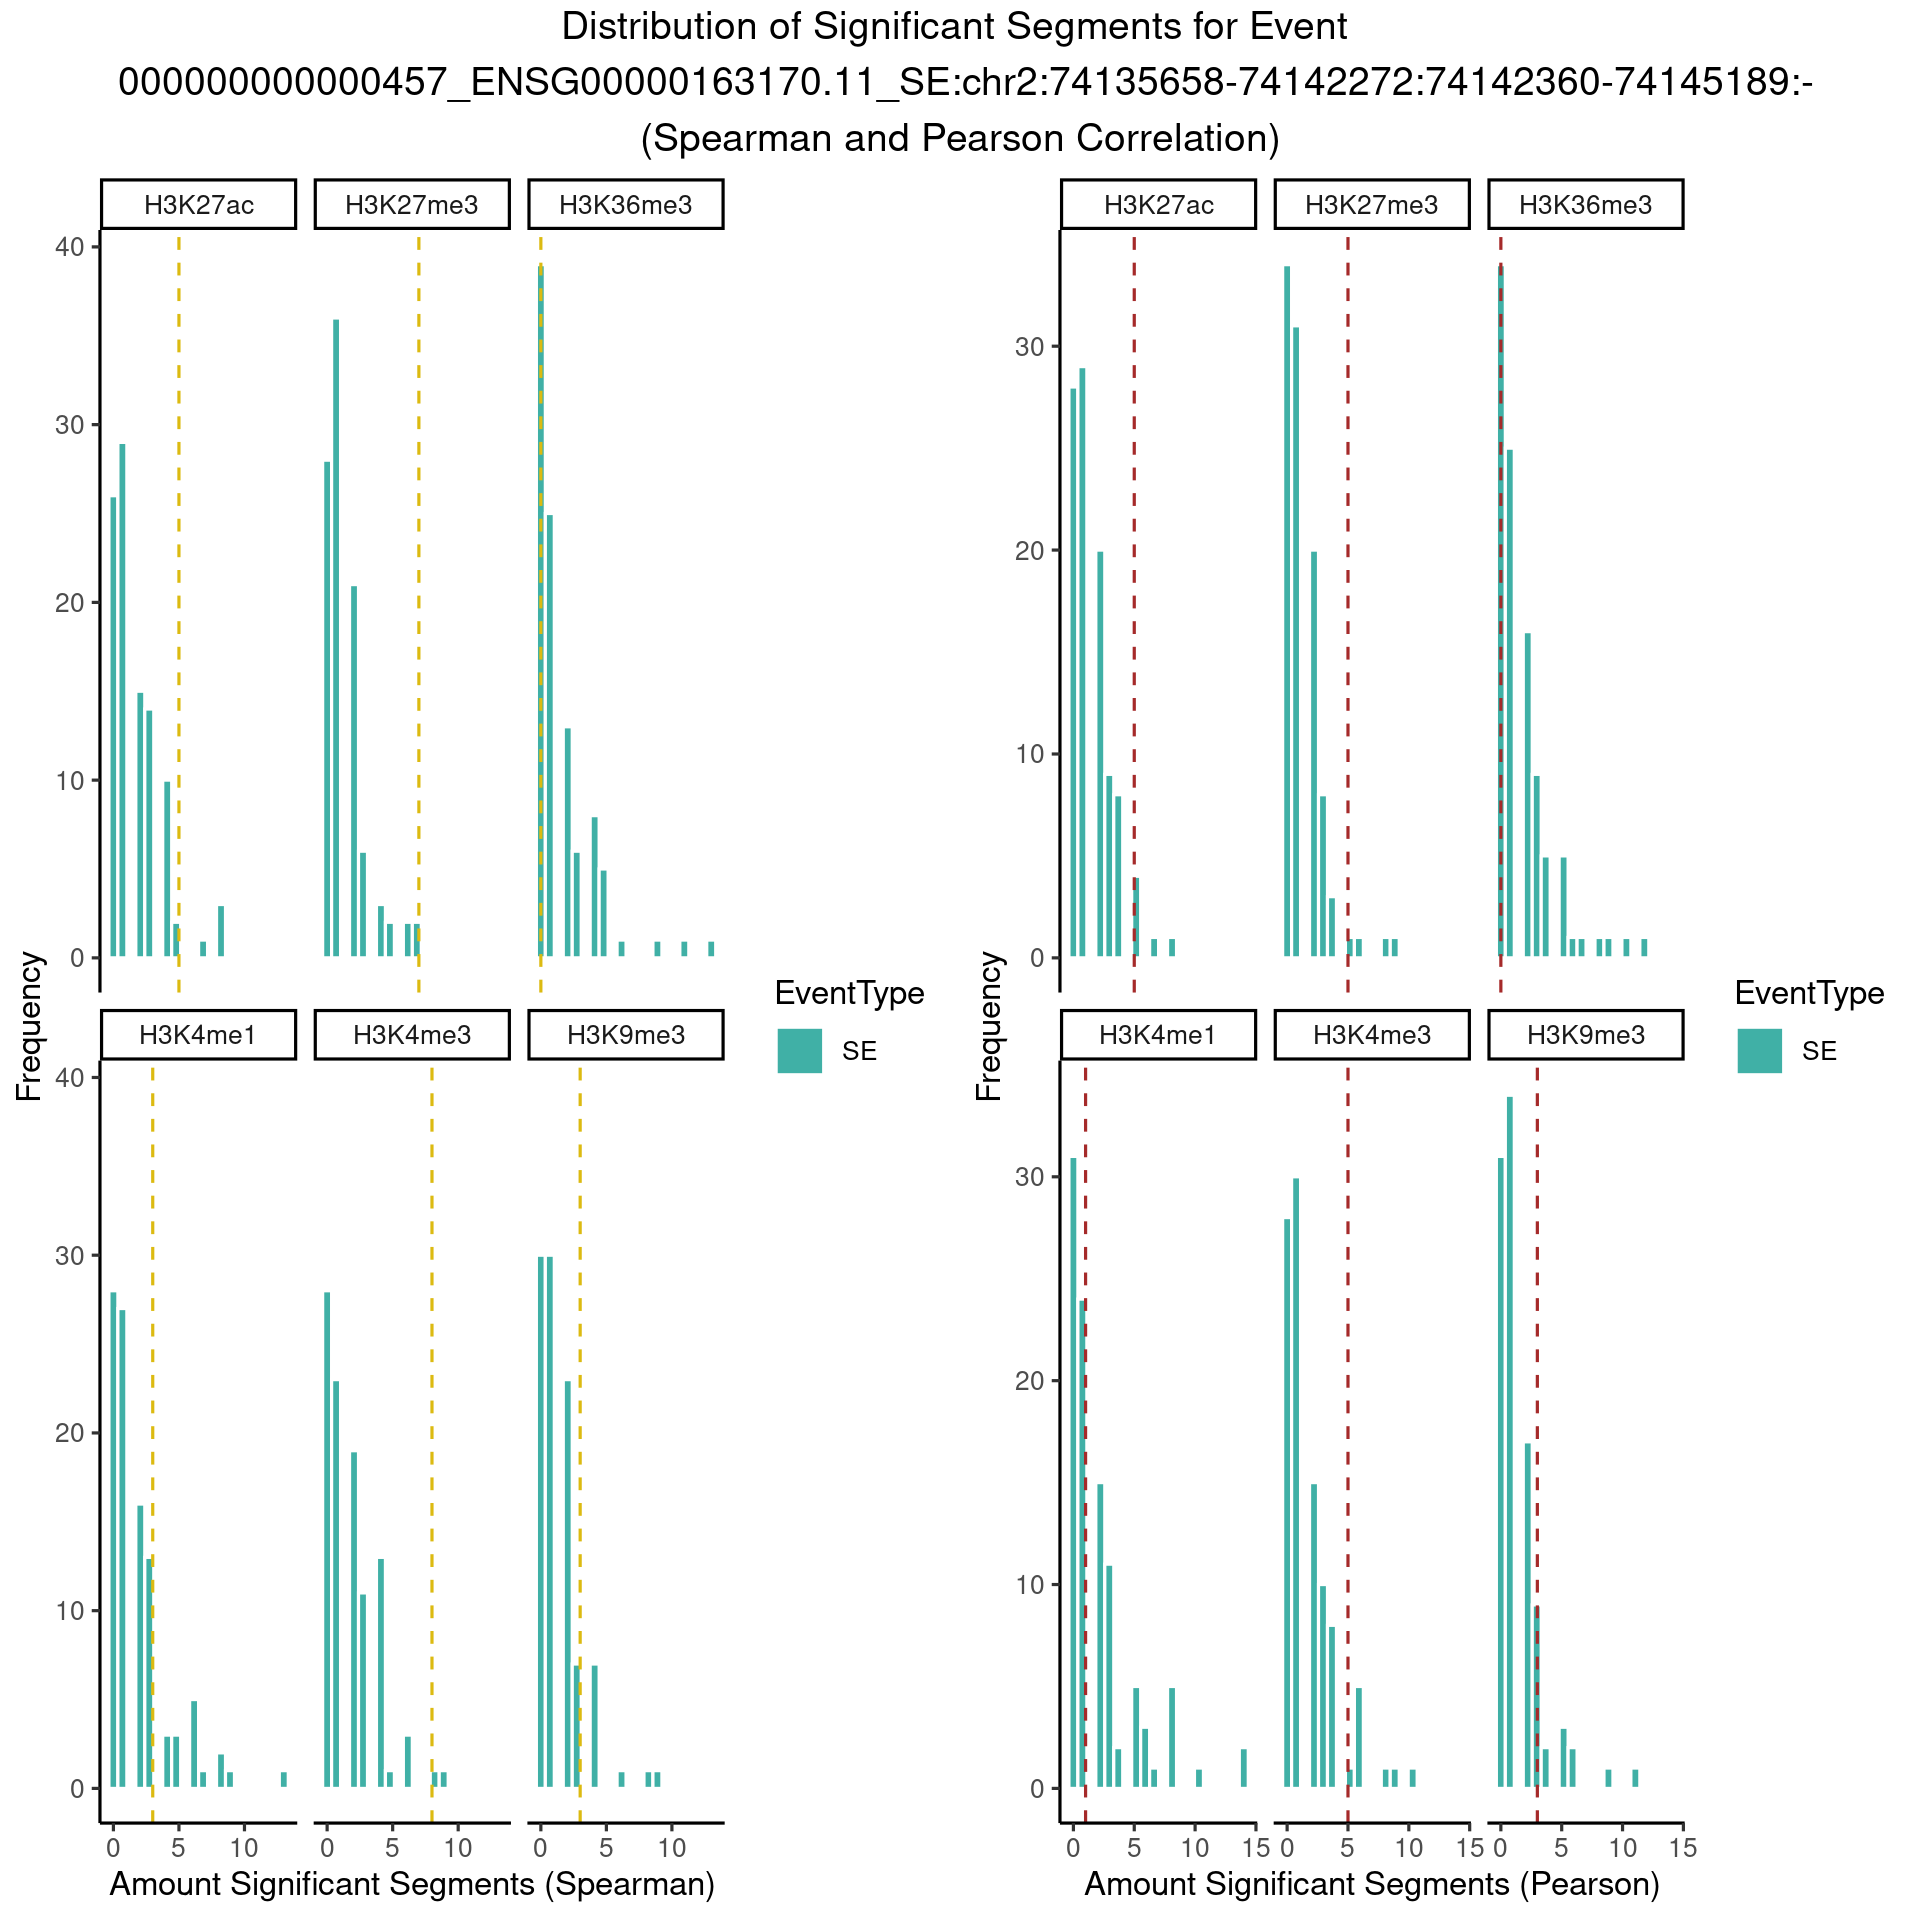 Distribution of Significant Segments for Event
000000000000457_ENSG00000163170.11_SE:chr2:74135658-74142272:74142360-74145189:-
(Spearman and Pearson Correlation)
H3K27ac H3K27me3 H3K36me3
40
30
20
10
0
H3K4me1 H3K4me3 H3K9me3
40
30
20
10
0
0 5 10 0 5 10 0 5 10
Frequency
Amount Significant Segments (Spearman)
EventType
SE
H3K27ac H3K27me3 H3K36me3
30
20
10
0
H3K4me1 H3K4me3 H3K9me3
30
20
10
0
0 5 10 15 0 5 10 15 0 5 10 15
Frequency
Amount Significant Segments (Pearson)
EventType
SE